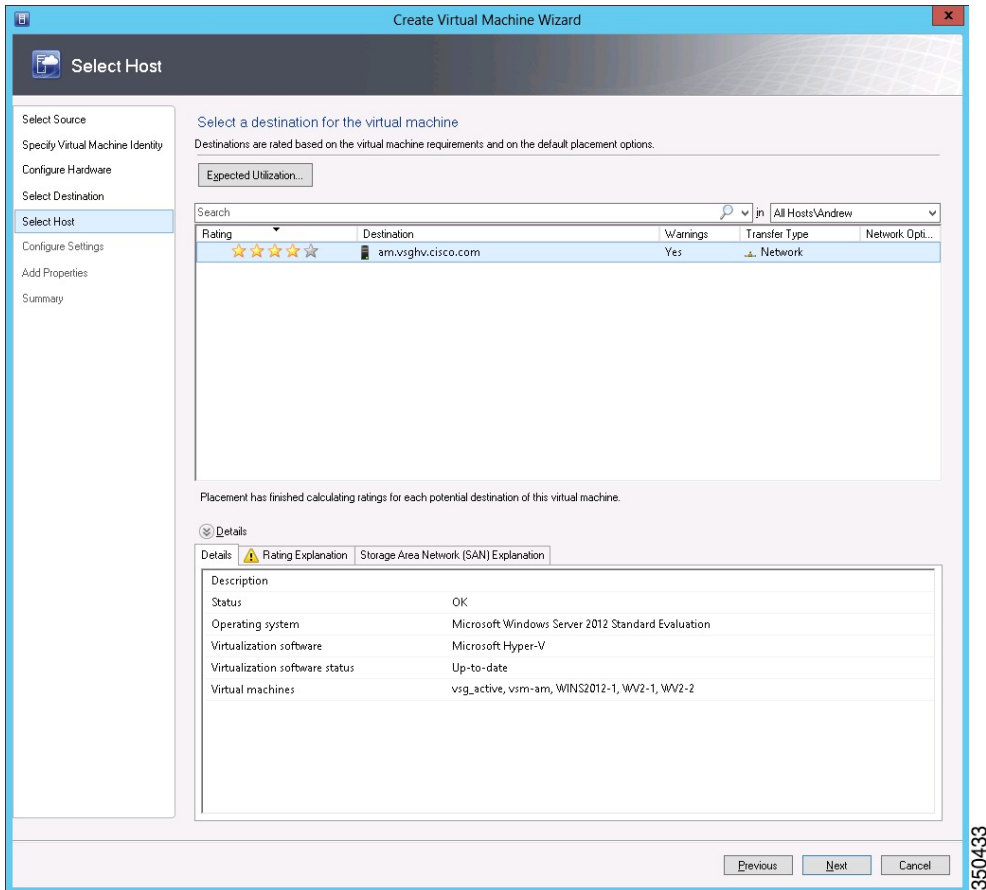 Create Virtual Machine Wizard
x
Select Host
Select Source
Specify Virtual Machine Identity
Configure Hardware
Select Destination
Select Host
Configure Settings
Add Properties
Summary
Select a destination for the virtual machine
Destinations are rated based on the virtual machine requirements and on the default placement options.
Expected Utilization...
Search in All Hosts\Andrew
Rating Destination Warnings Transfer Type Network Opti...
am.vsghv.cisco.com Yes Network
Placement has finished calculating ratings for each potential destination of this virtual machine.
Details
Details Rating Explanation Storage Area Network (SAN) Explanation
Description
Status OK
Operating system Microsoft Windows Server 2012 Standard Evaluation
Virtualization software Microsoft Hyper-V
Virtualization software status Up-to-date
Virtual machines vsg_active, vsm-am, WINS2012-1, WV2-1, WV2-2
Previous Next Cancel
350433